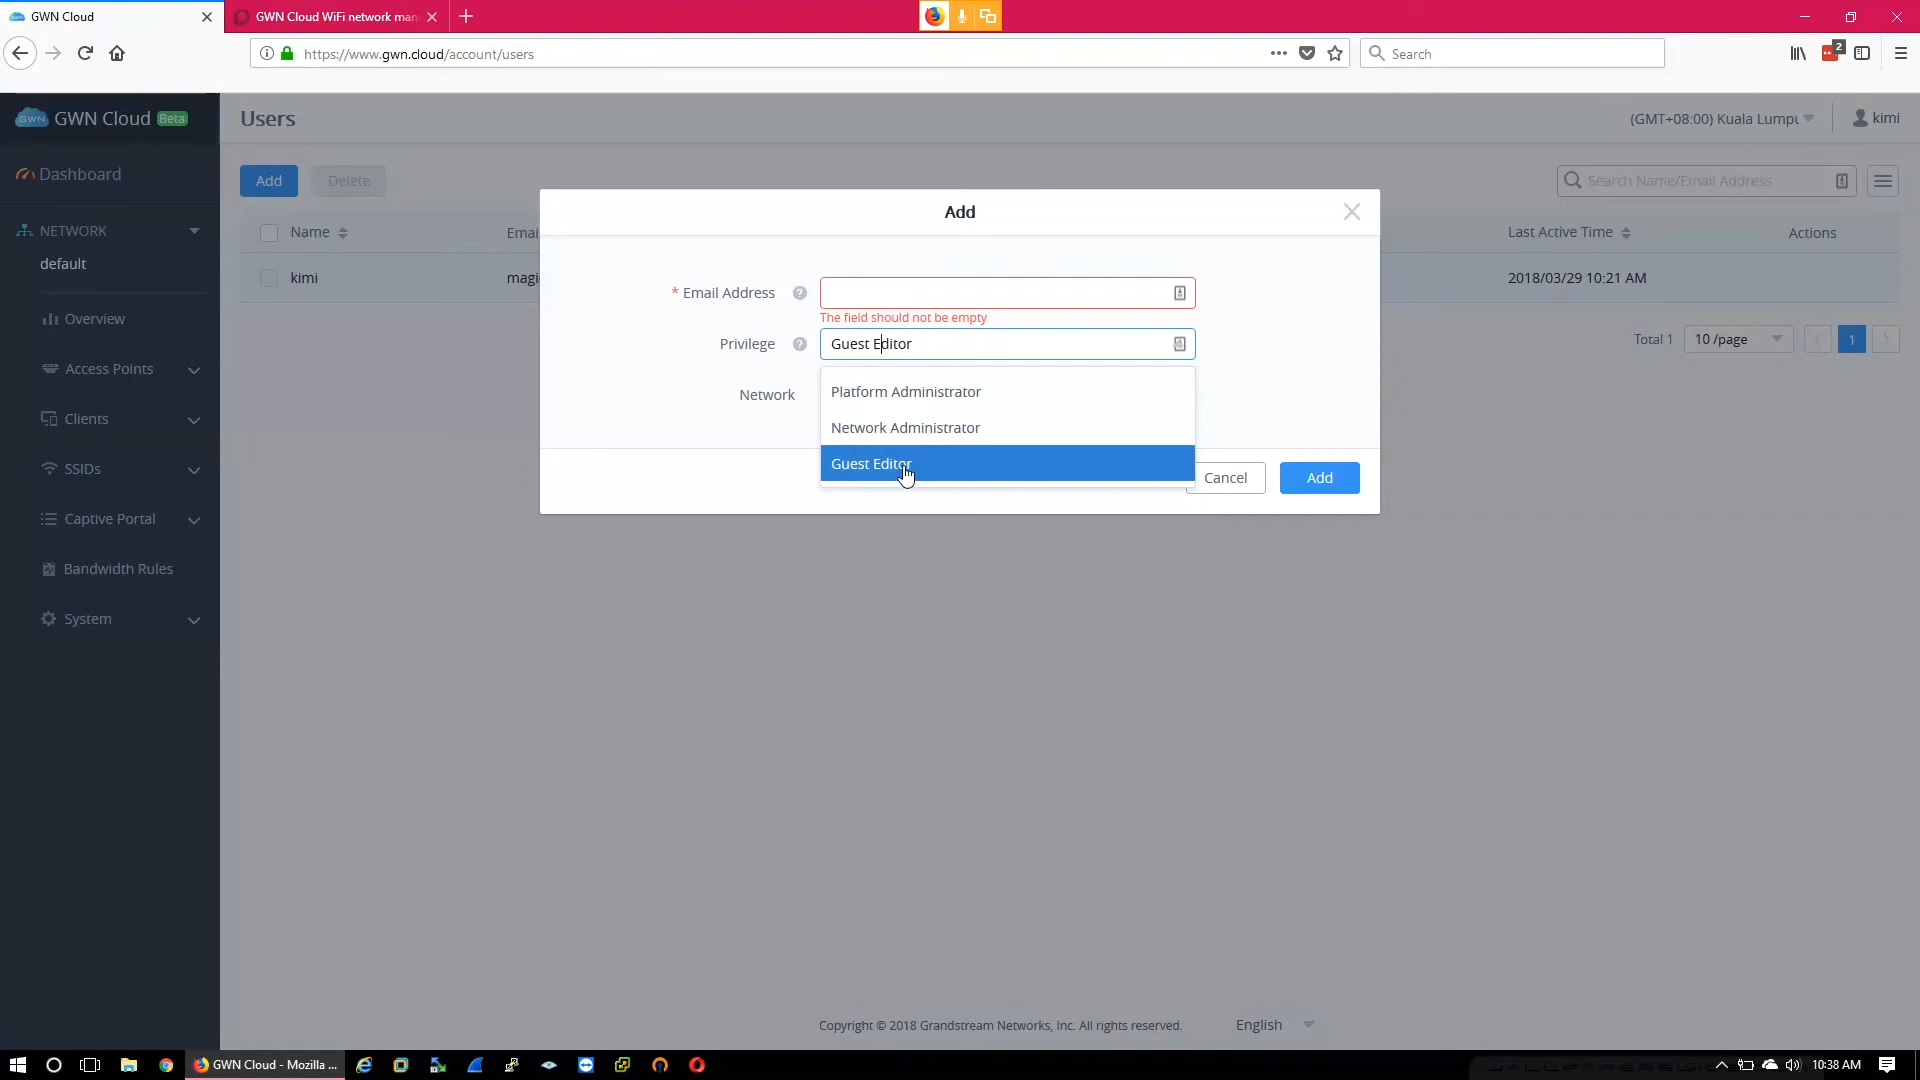 GWN Cloud
GWN Cloud WiFi network man
https://www.gwn.cloud/account/users
Search
2
GWN Cloud Beta
Users
(GMT+08:00) Kuala Lumpu
kimi
Dashboard
Add
Delete
Search Name/Email Address
Add
NETWORK
Name
Emai
Last Active Time
Actions
default
kimi
magi
2018/03/29 10:21 AM
* Email Address
The field should not be empty
Privilege
Guest Editor
Total 1
10 /page
1
Overview
Access Points
Network
Platform Administrator
Clients
Network Administrator
SSIDs
Guest Editor
Cancel
Add
Captive Portal
Bandwidth Rules
System
Copyright © 2018 Grandstream Networks, Inc. All rights reserved.
English
GWN Cloud - Mozilla ...
10:38 AM